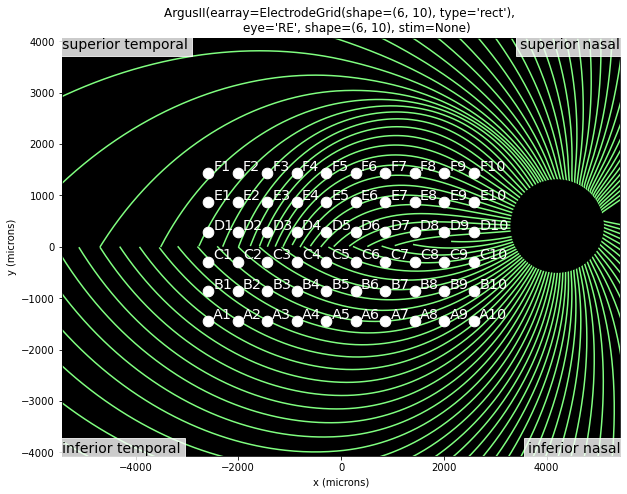 ArgusII(earray=ElectrodeGrid(shape=(6, 10), type='rect'),
eye='RE', shape=(6, 10), stim=None)
superior temporal superior nasal
4000
3000
F1 F2 F3 F4 F5 F6 F7 F8 F9 F10
1000
E1 E2 E3 E4 E5 E6 E7 E8 E9 E10
D1 D2 D3 D4 D5 D6 D7 D8 D9 D10
0
C1 C2 C3 C4 C5 C6 C7 C8 C9 C10
B1 B2 B3 B4 B5 B6 B7 B8 B9 B10
−1000
A1 A2 A3 A4 A5 A6 A7 A8 A9 A10
2000
−2000
−3000
−4000
y (microns)
inferior temporal inferior nasal
−4000 −2000 0 2000 4000
x (microns)